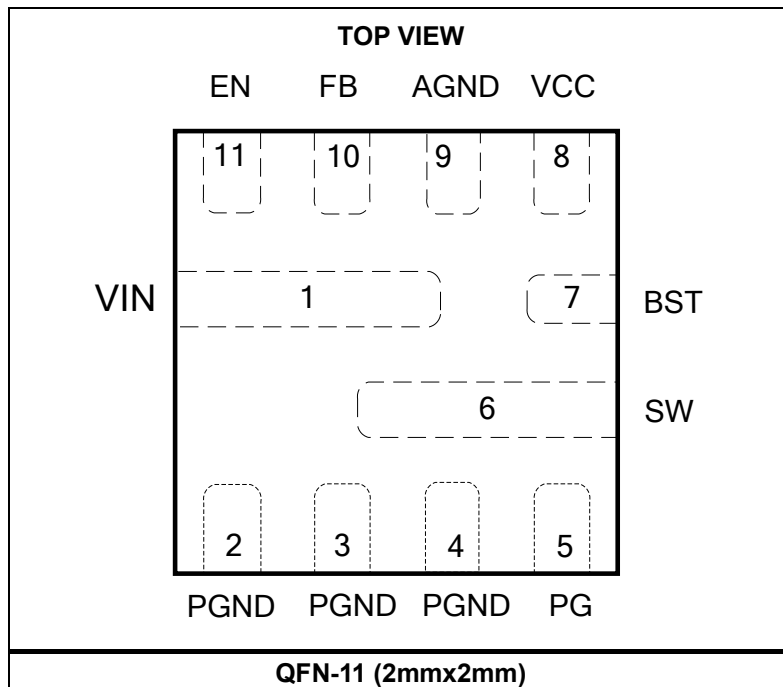 TOP VIEW
EN FB AGND VCC
11 10 9 8
VIN 1 7 BST
6 SW
2 3 4 5
PGND PGND PGND PG
QFN-11 (2mmx2mm)